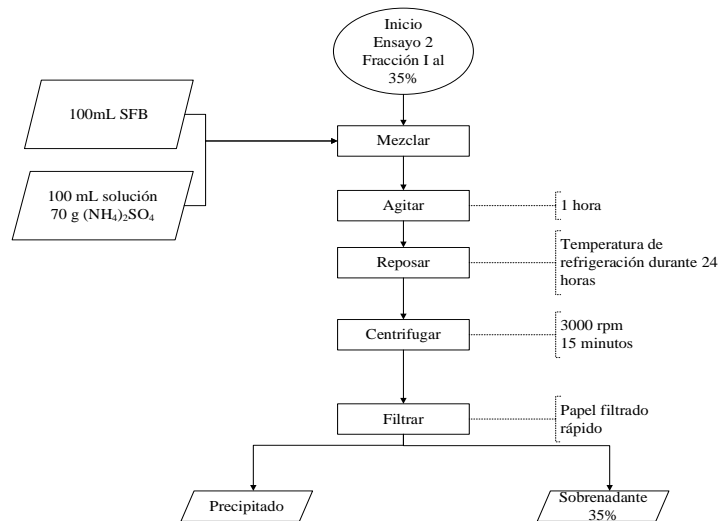 Inicio
Ensayo 2
Fracción I al
35%
100mL SFB
Mezclar
100 mL solución
70 g (NH₄)₂SO₄
Agitar
1 hora
Reposar
Temperatura de
refrigeración durante 24
horas
Centrifugar
3000 rpm
15 minutos
Filtrar
Papel filtrado
rápido
Precipitado
Sobrenadante
35%